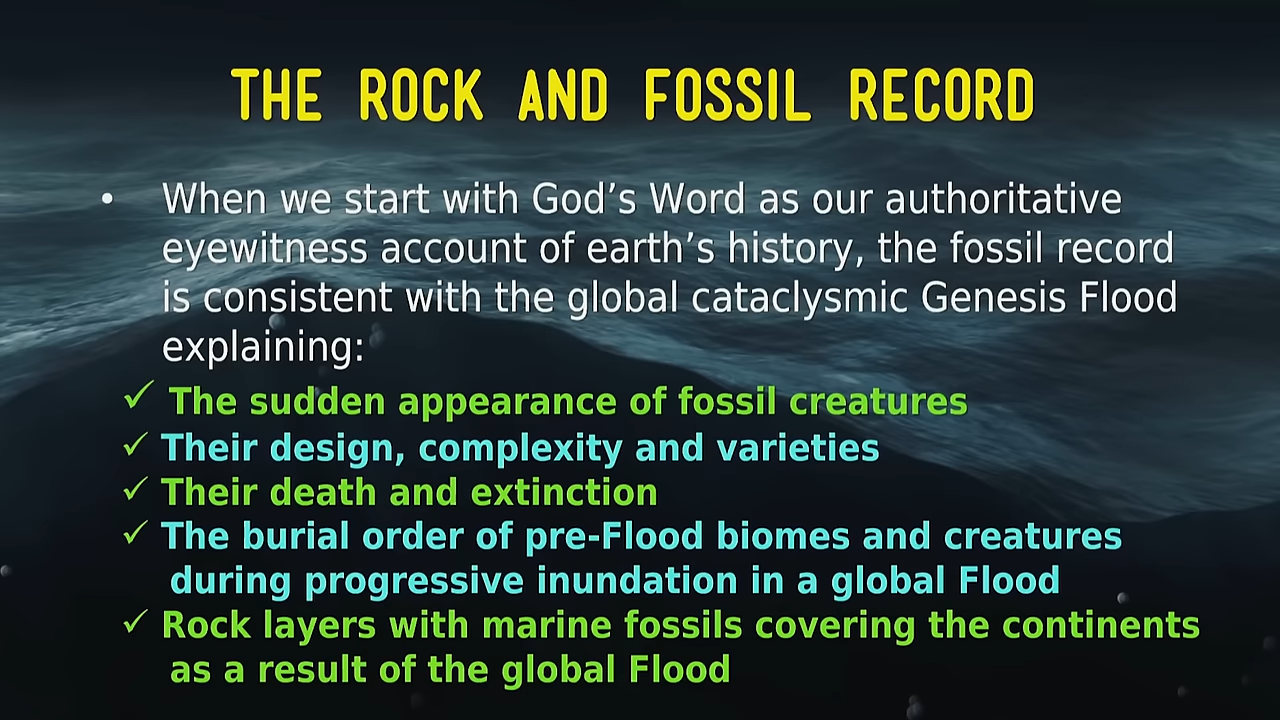 THE ROCK AND FOSSIL RECORD
• When we start with God’s Word as our authoritative
eyewitness account of earth’s history, the fossil record
is consistent with the global cataclysmic Genesis Flood
explaining:
✓ The sudden appearance of fossil creatures
✓ Their design, complexity and varieties
✓ Their death and extinction
✓ The burial order of pre-Flood biomes and creatures
during progressive inundation in a global Flood
✓ Rock layers with marine fossils covering the continents
as a result of the global Flood